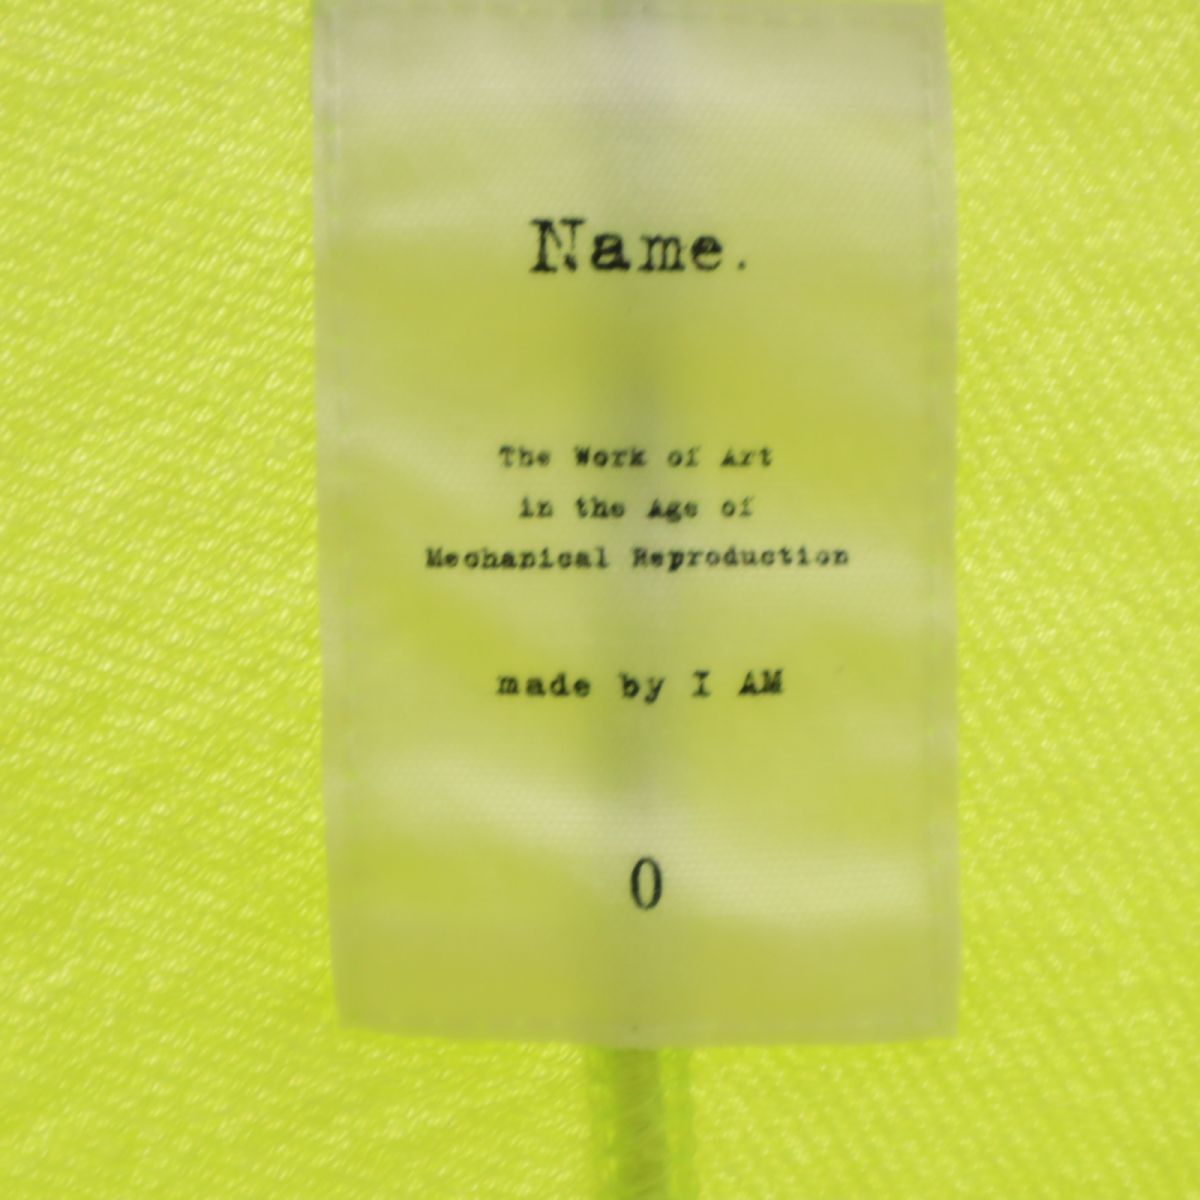 Name.
The Work of Art
in the Age of
Mechanical Reproduction
made by I AM
0